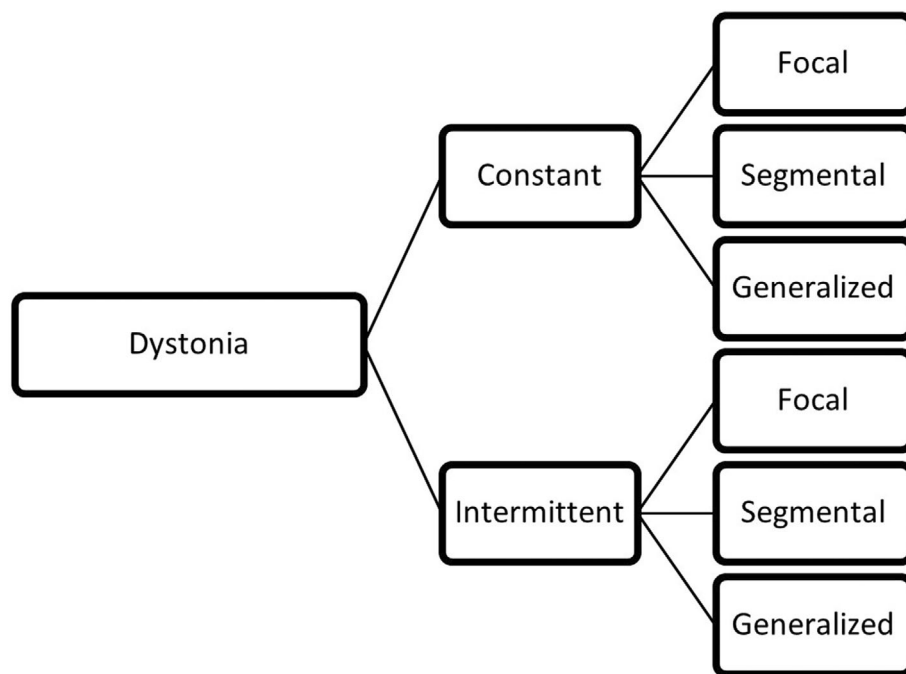 Dystonia
Constant
Focal
Segmental
Generalized
Intermittent
Focal
Segmental
Generalized